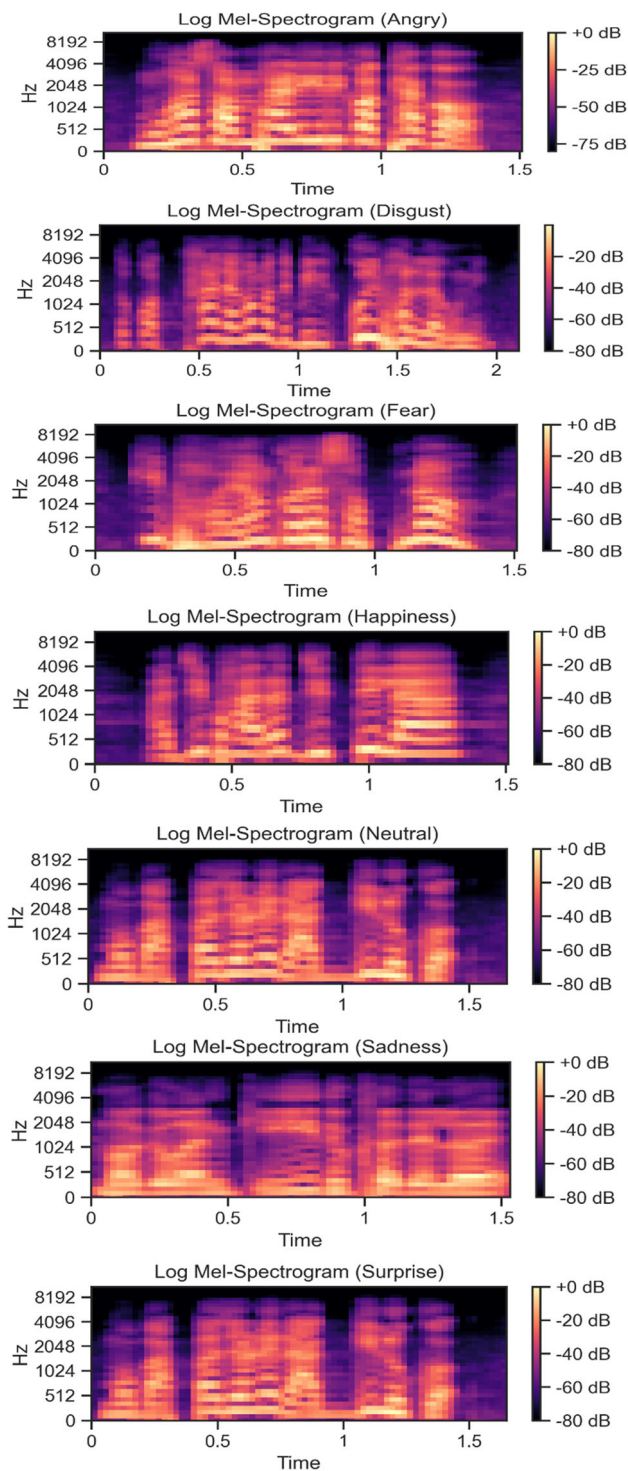 Log Mel-Spectrogram (Angry)
8192
4096
2048
1024
512
0
Hz
0 0.5 1 1.5
Time
+0 dB
-25 dB
-50 dB
-75 dB
Log Mel-Spectrogram (Disgust)
8192
4096
2048
1024
512
0
Hz
0 0.5 1 1.5 2
Time
-20 dB
-40 dB
-60 dB
-80 dB
Log Mel-Spectrogram (Fear)
8192
4096
2048
1024
512
0
Hz
0 0.5 1 1.5
Time
+0 dB
-20 dB
-40 dB
-60 dB
-80 dB
Log Mel-Spectrogram (Happiness)
8192
4096
2048
1024
512
0
Hz
0 0.5 1 1.5
Time
+0 dB
-20 dB
-40 dB
-60 dB
-80 dB
Log Mel-Spectrogram (Neutral)
8192
4096
2048
1024
512
0
Hz
0 0.5 1 1.5
Time
+0 dB
-20 dB
-40 dB
-60 dB
-80 dB
Log Mel-Spectrogram (Sadness)
8192
4096
2048
1024
512
0
Hz
0 0.5 1 1.5
Time
+0 dB
-20 dB
-40 dB
-60 dB
-80 dB
Log Mel-Spectrogram (Surprise)
8192
4096
2048
1024
512
0
Hz
0 0.5 1 1.5
Time
+0 dB
-20 dB
-40 dB
-60 dB
-80 dB